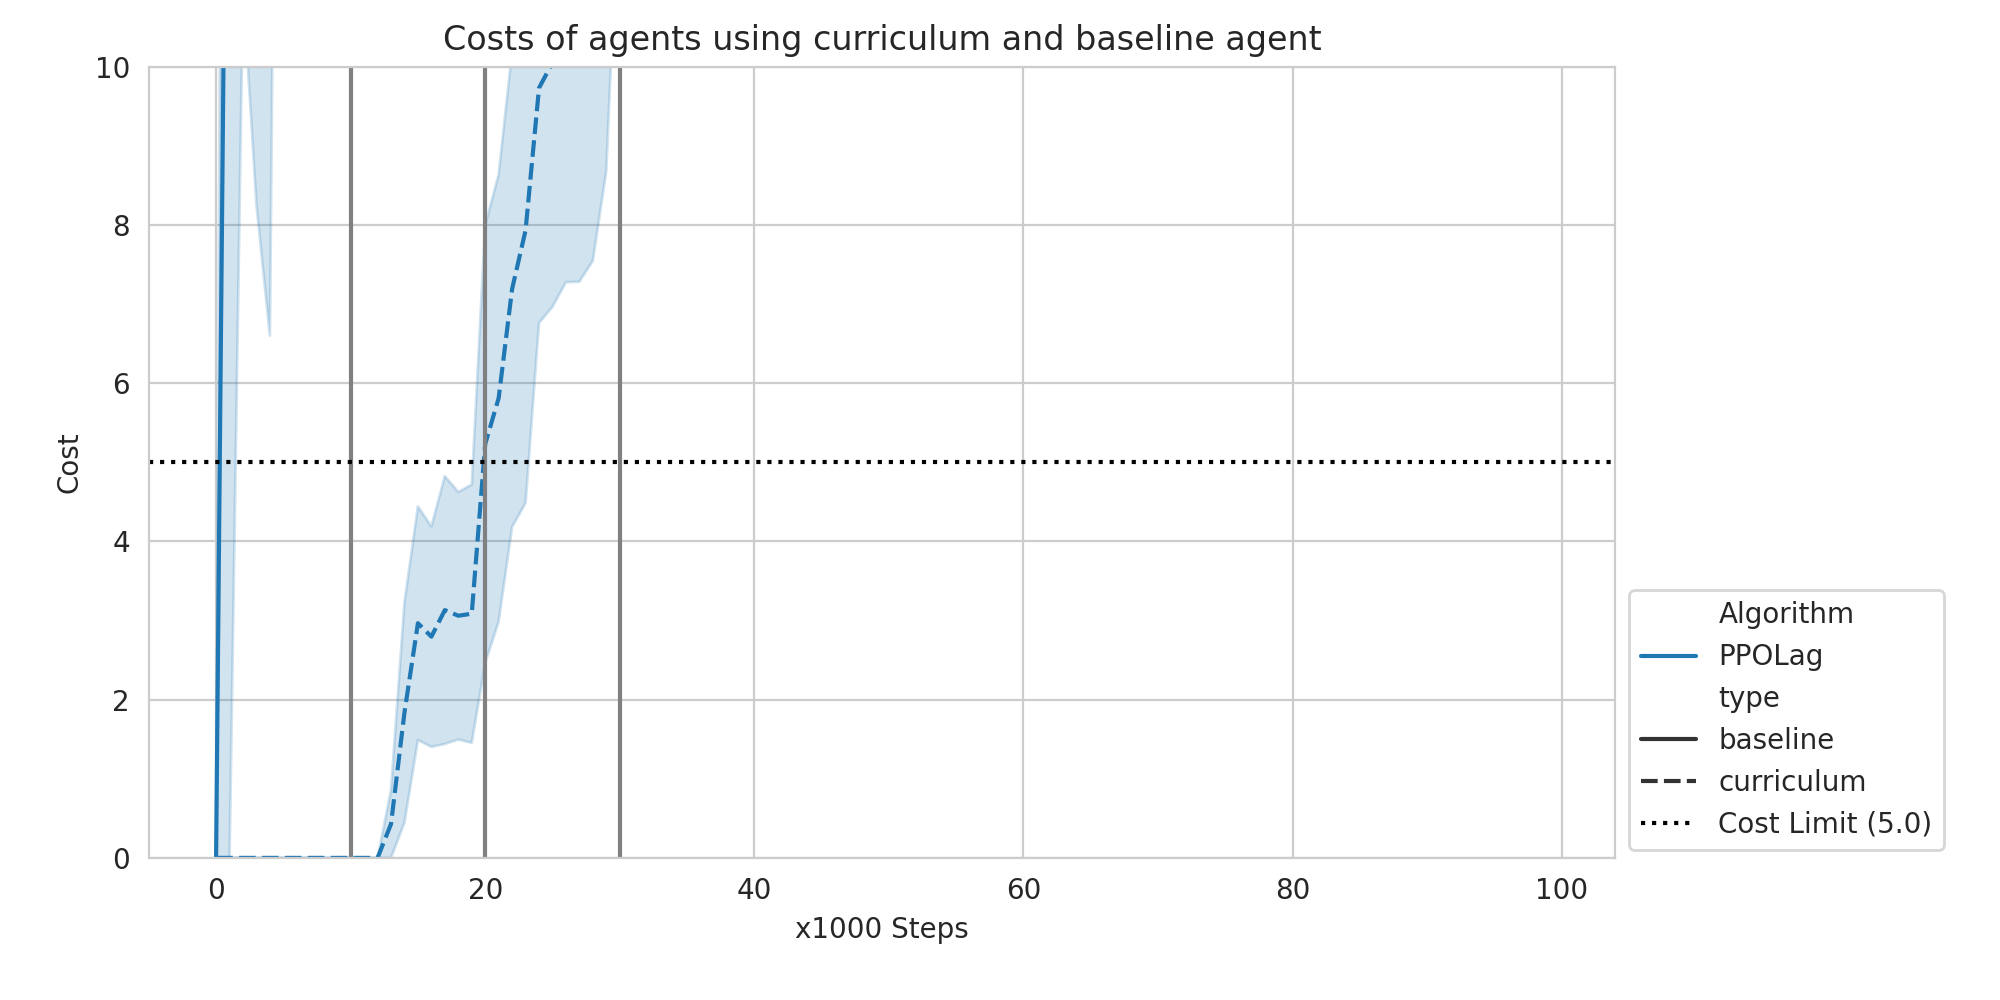 Costs of agents using curriculum and baseline agent
10
8
6
4
2
0
Cost
0 20 40 60 80 100
x1000 Steps
Algorithm
PPOLag
type
baseline
curriculum
Cost Limit (5.0)